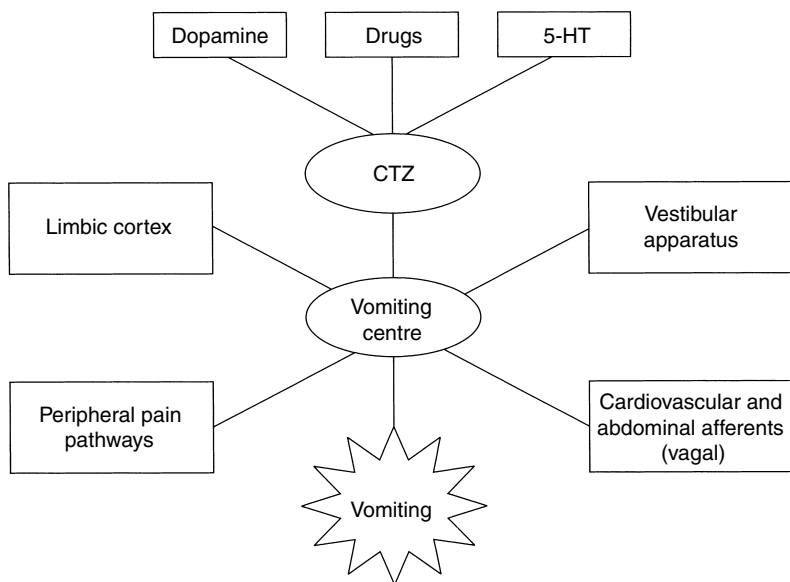 Dopamine
Drugs
5-HT
CTZ
Limbic cortex
Vestibular
apparatus
Vomiting
centre
Peripheral pain
pathways
Cardiovascular and
abdominal afferents
(vagal)
Vomiting